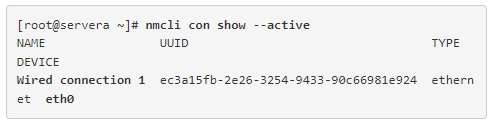 [root@servera ~]# nmcli con show --active
NAME                UUID                                  TYPE
DEVICE
Wired connection 1  ec3a15fb-2e26-3254-9433-90c66981e924  ethern
et  eth0